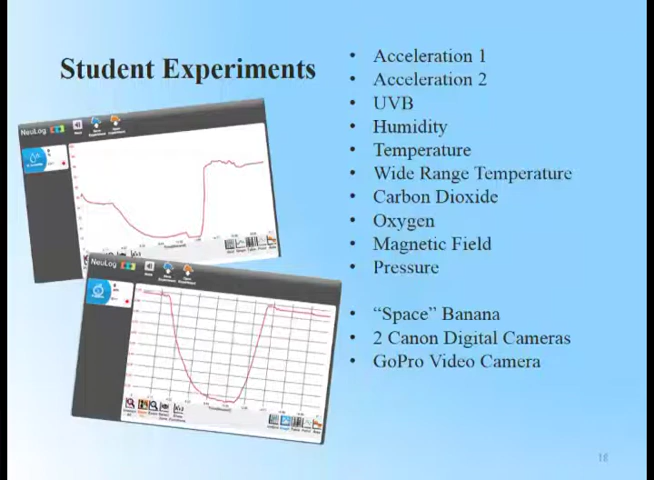 Student Experiments
• Acceleration 1
• Acceleration 2
• UVB
• Humidity
• Temperature
• Wide Range Temperature
• Carbon Dioxide
• Oxygen
• Magnetic Field
• Pressure
• “Space” Banana
• 2 Canon Digital Cameras
• GoPro Video Camera
NeuLog
NeuLog
18